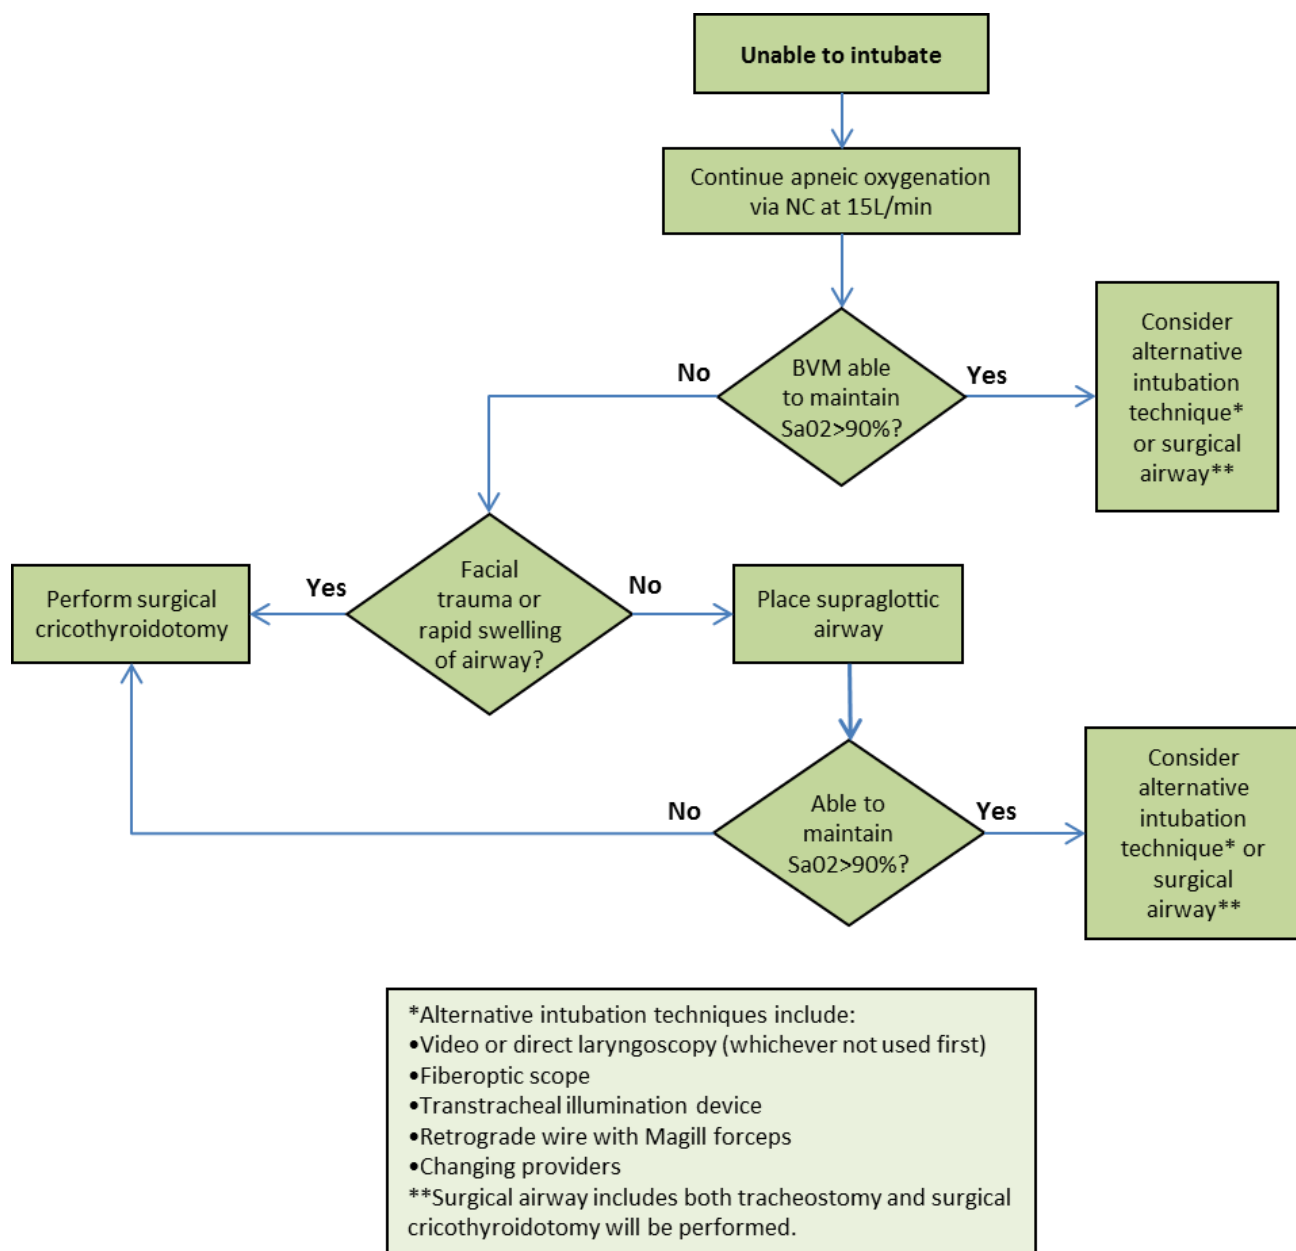 Unable to intubate
Continue apneic oxygenation
via NC at 15L/min
BVM able
to maintain
Sa02>90%?
No
Yes
Consider
alternative
intubation
technique*
or surgical
airway**
Facial
trauma or
rapid swelling
of airway?
Yes
No
Perform surgical
cricothyroidotomy
Place supraglottic
airway
Able to
maintain
Sa02>90%?
No
Yes
Consider
alternative
intubation
technique* or
surgical
airway**
*Alternative intubation techniques include:
•Video or direct laryngoscopy (whichever not used first)
•Fiberoptic scope
•Transtracheal illumination device
•Retrograde wire with Magill forceps
•Changing providers
**Surgical airway includes both tracheostomy and surgical
cricothyroidotomy will be performed.